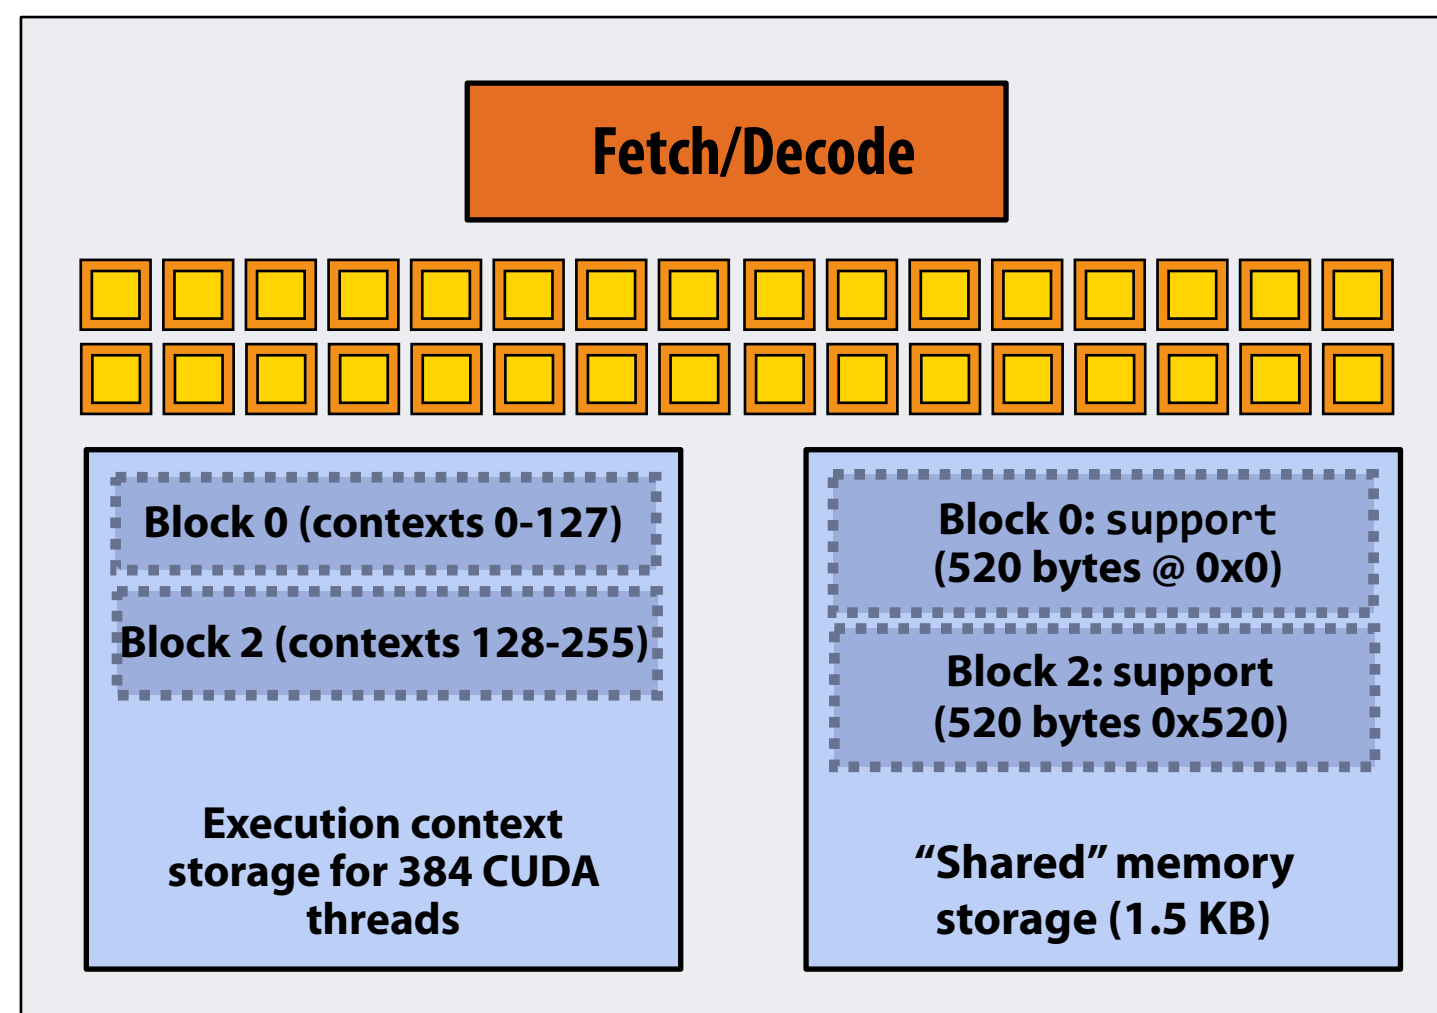 Fetch/Decode
Block 0 (contexts 0-127)
Block 2 (contexts 128-255)
Execution context
storage for 384 CUDA
threads
Block 0: support
(520 bytes @ 0x0)
Block 2: support
(520 bytes 0x520)
“Shared” memory
storage (1.5 KB)